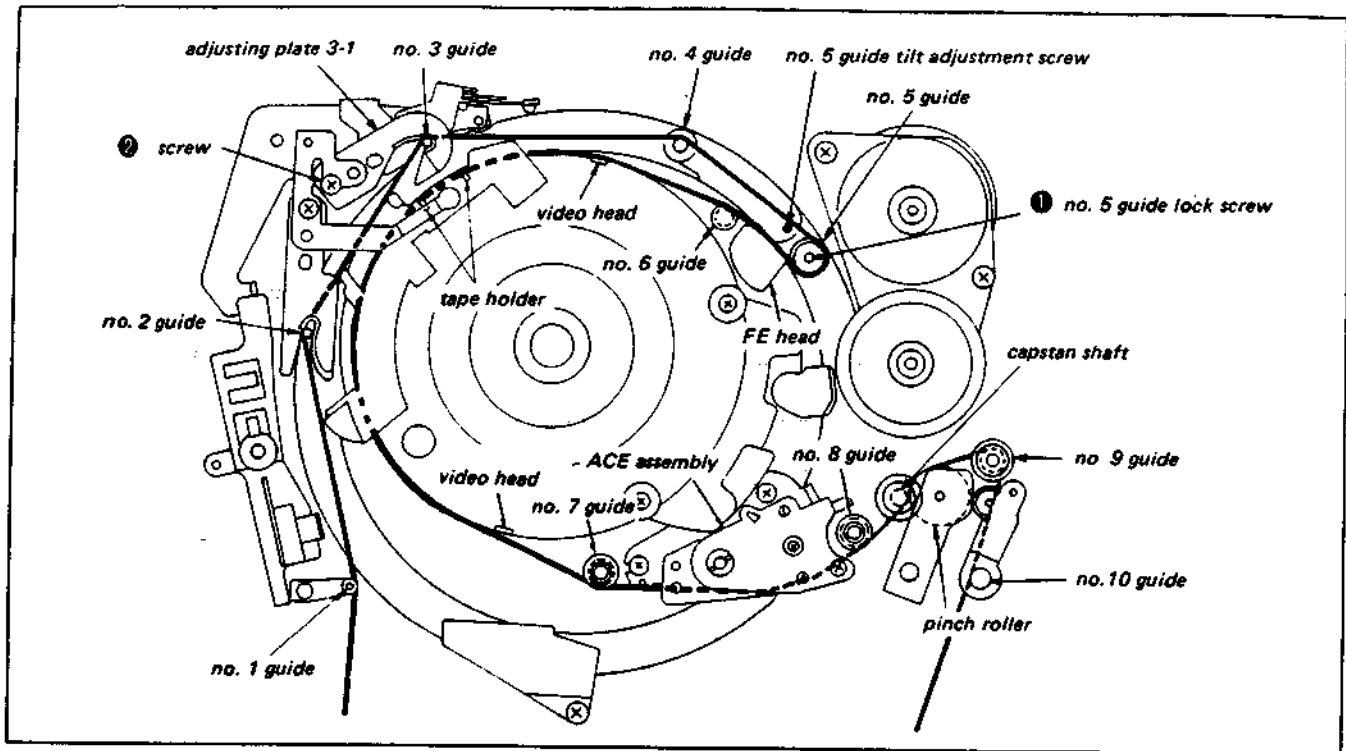 adjusting plate 3-1
no. 3 guide
no. 4 guide
no. 5 guide tilt adjustment screw
no. 5 guide
❷ screw
video head
❶ no. 5 guide lock screw
no. 6 guide
tape holder
no. 2 guide
FE head
capstan shaft
ACE assembly
no. 8 guide
no 9 guide
video head
no. 7 guide
no.10 guide
pinch roller
no. 1 guide